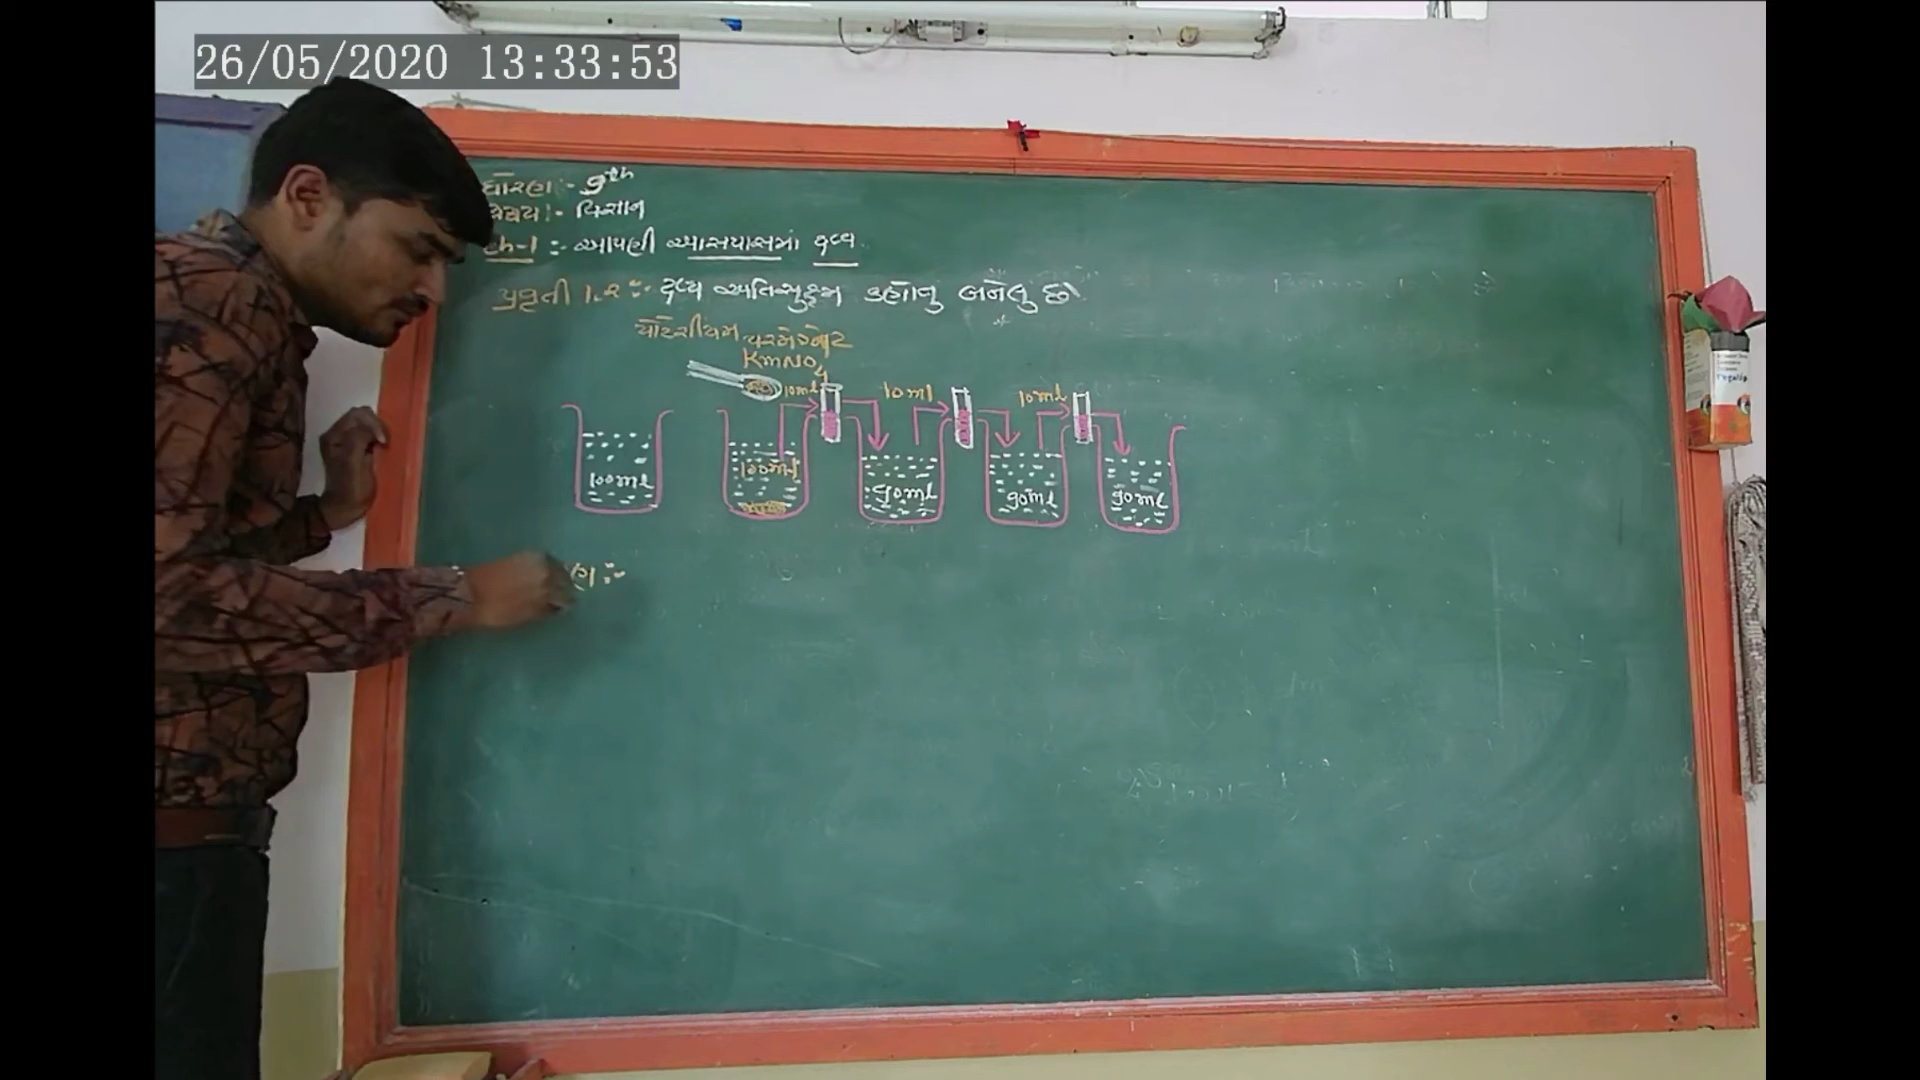 26/05/2020 13:33:53
ધોરણ :- 9th
વિષય :- વિજ્ઞાન
ch-1 :- આપણી આસપાસમાં દ્રવ્ય.
પ્રવૃતી 1.2 :- દ્રવ્ય અતિસુક્ષ્મ કણોનુ બનેલુ છે.
પોટેશીયમ પરમેગ્નેટ
KmNO4
10ml 10ml 10ml
100ml 100ml 90ml 90ml 90ml